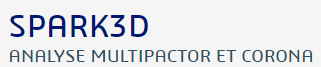 SPARK3D
ANALYSE MULTIPACTOR ET CORONA